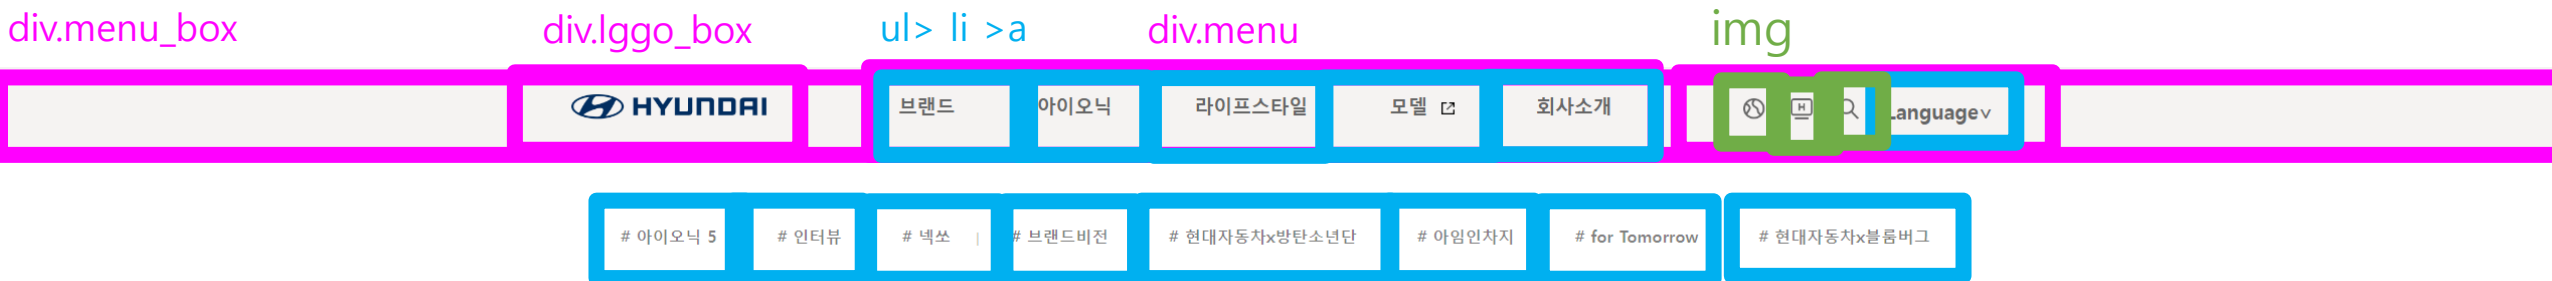 div.menu_box div.lggo_box ul> li >a div.menu img
HYUNDAI 브랜드 아이오닉 라이프스타일 모델 회사소개 H Language∨
# 아이오닉 5 # 인터뷰 # 넥쏘 | # 브랜드비전 # 현대자동차x방탄소년단 # 아임인차지 # for Tomorrow # 현대자동차x블룸버그